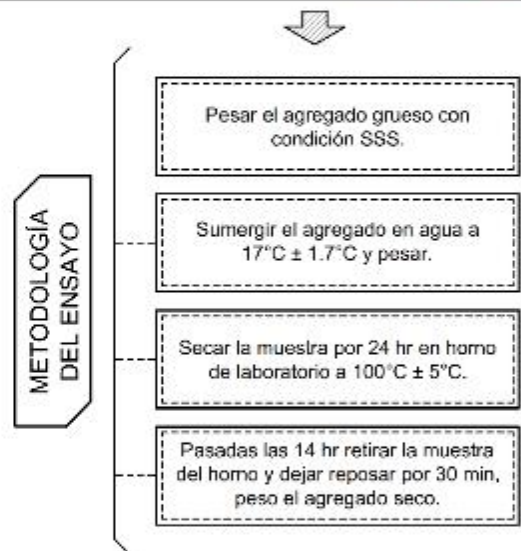 METODOLOGÍA
DEL ENSAYO
Pesar el agregado grueso con
condición SSS.
Sumergir el agregado en agua a
17°C ± 1.7°C y pesar.
Secar la muestra por 24 hr en horno
de laboratorio a 100°C ± 5°C.
Pasadas las 14 hr retirar la muestra
del horno y dejar reposar por 30 min,
peso el agregado seco.